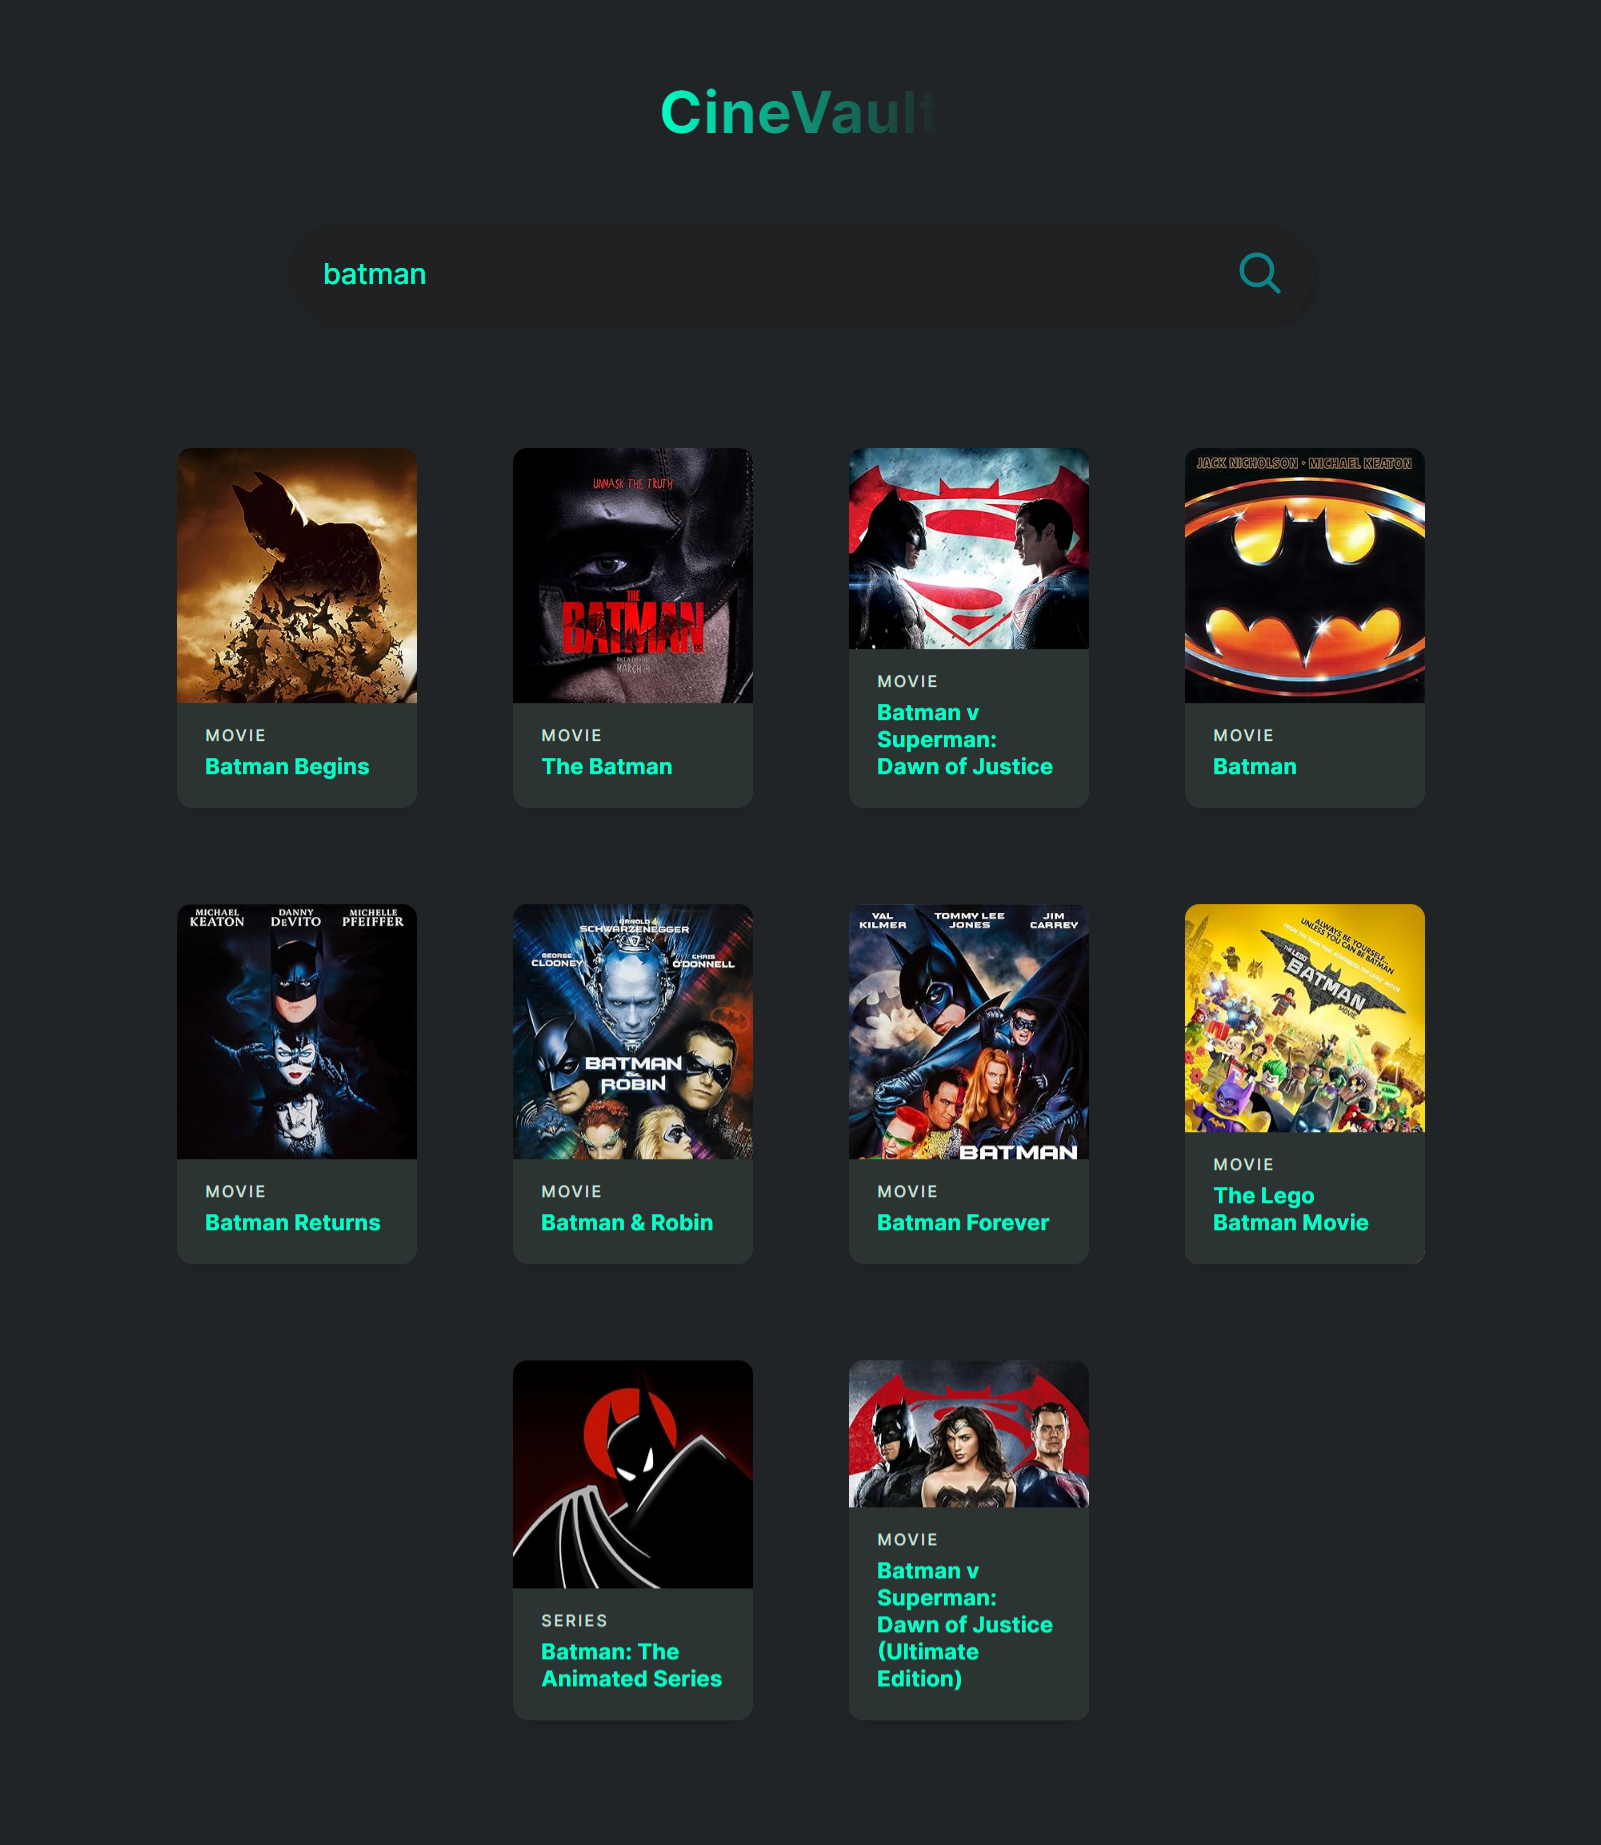 CineVault
batman
UNMASK THE TRUTH
THE
BATMAN
MARCH 4
JACK NICHOLSON • MICHAEL KEATON
MOVIE
Batman Begins
MOVIE
The Batman
MOVIE
Batman v
Superman:
Dawn of Justice
MOVIE
Batman
MICHAEL
KEATON
DANNY
DEVITO
MICHELLE
PFEIFFER
ARNOLD
SCHWARZENEGGER
GEORGE
CLOONEY
CHRIS
O'DONNELL
BATMAN
&
ROBIN
VAL
KILMER
TOMMY LEE
JONES
JIM
CARREY
BATMAN
ALWAYS BE YOURSELF...
UNLESS YOU CAN BE BATMAN
THE LEGO
BATMAN
MOVIE
MOVIE
Batman Returns
MOVIE
Batman & Robin
MOVIE
Batman Forever
MOVIE
The Lego
Batman Movie
SERIES
Batman: The
Animated Series
MOVIE
Batman v
Superman:
Dawn of Justice
(Ultimate
Edition)